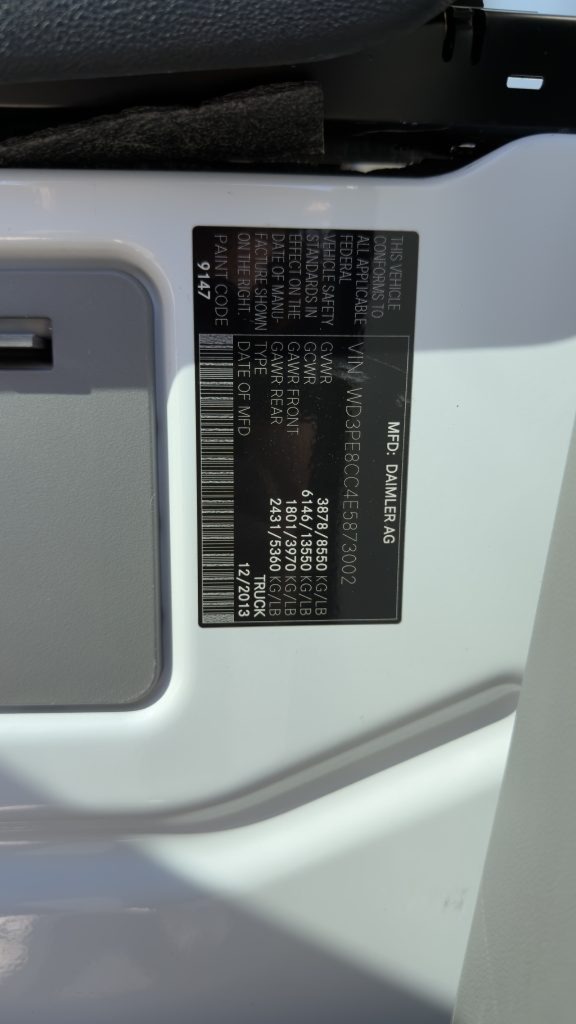 MFD: DAIMLER AG
VIN WD3PE8CC4E5873002
THIS VEHICLE
CONFORMS TO
ALL APPLICABLE
FEDERAL
VEHICLE SAFETY
STANDARDS IN
EFFECT ON THE
DATE OF MANU-
FACTURE SHOWN
ON THE RIGHT.
GVWR 3878/8550 KG/LB
GCWR 6146/13550 KG/LB
GAWR FRONT 1801/3970 KG/LB
GAWR REAR 2431/5360 KG/LB
TYPE TRUCK
DATE OF MFD 12/2013
PAINT CODE 9147